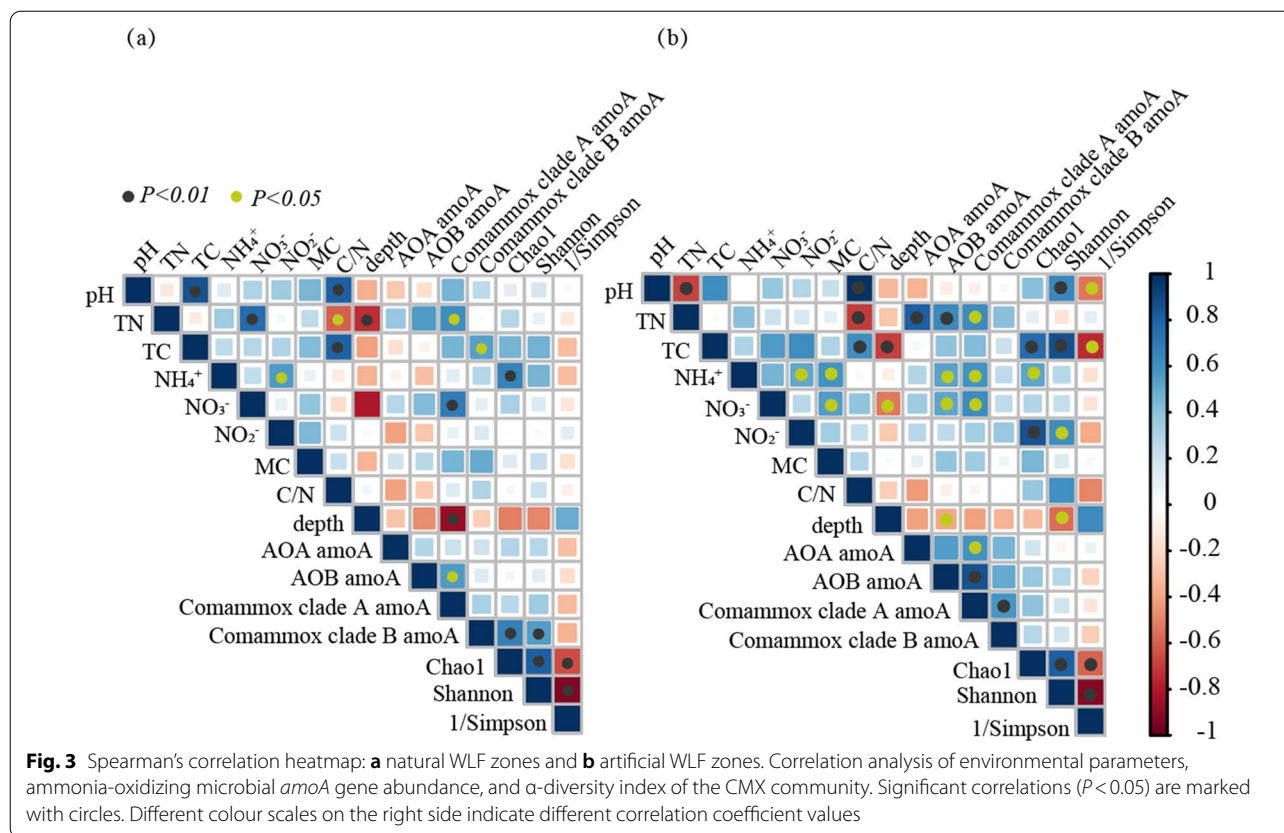 (a)
(b)
● P<0.01 ● P<0.05
pH TN TC NH₄⁺ NO₃⁻ NO₂⁻ MC C/N depth AOA amoA AOB amoA Comammox clade A amoA Comammox clade B amoA Chao1 Shannon 1/Simpson
pH TN TC NH₄⁺ NO₃⁻ NO₂⁻ MC C/N depth AOA amoA AOB amoA Comammox clade A amoA Comammox clade B amoA Chao1 Shannon 1/Simpson
pH
TN
TC
NH₄⁺
NO₃⁻
NO₂⁻
MC
C/N
depth
AOA amoA
AOB amoA
Comammox clade A amoA
Comammox clade B amoA
Chao1
Shannon
1/Simpson
pH
TN
TC
NH₄⁺
NO₃⁻
NO₂⁻
MC
C/N
depth
AOA amoA
AOB amoA
Comammox clade A amoA
Comammox clade B amoA
Chao1
Shannon
1/Simpson
1
0.8
0.6
0.4
0.2
0
-0.2
-0.4
-0.6
-0.8
-1
Fig. 3 Spearman's correlation heatmap: a natural WLF zones and b artificial WLF zones. Correlation analysis of environmental parameters,
ammonia-oxidizing microbial amoA gene abundance, and α-diversity index of the CMX community. Significant correlations (P < 0.05) are marked
with circles. Different colour scales on the right side indicate different correlation coefficient values